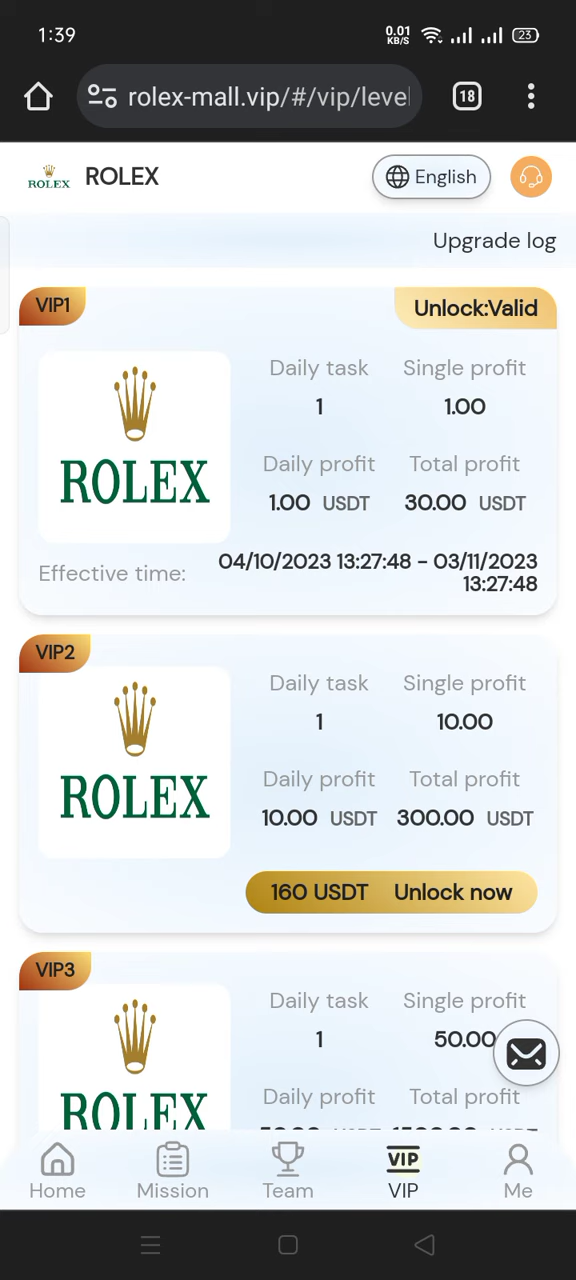 1:39
0.01
KB/S
23
rolex-mall.vip/#/vip/level
18
ROLEX
ROLEX
English
Upgrade log
VIP1
Unlock:Valid
ROLEX
Daily task
Single profit
1
1.00
Daily profit
Total profit
1.00 USDT
30.00 USDT
Effective time:
04/10/2023 13:27:48 - 03/11/2023
13:27:48
VIP2
ROLEX
Daily task
Single profit
1
10.00
Daily profit
Total profit
10.00 USDT
300.00 USDT
160 USDT Unlock now
VIP3
ROLEX
Daily task
Single profit
1
50.00
Daily profit
Total profit
Home
Mission
Team
VIP
VIP
Me